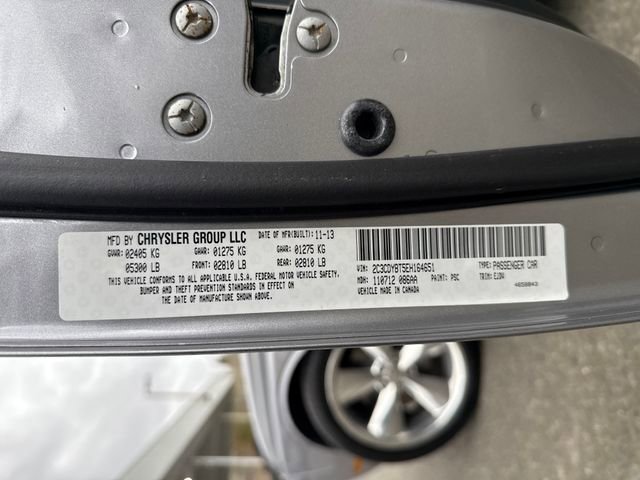 MFD BY CHRYSLER GROUP LLC DATE OF MFR(BUILT): 11-13
GVWR: 02405 KG GAWR: 01275 KG GAWR: 01275 KG
05300 LB FRONT: 02810 LB REAR: 02810 LB
THIS VEHICLE CONFORMS TO ALL APPLICABLE U.S.A. FEDERAL MOTOR VEHICLE SAFETY,
BUMPER AND THEFT PREVENTION STANDARDS IN EFFECT ON
THE DATE OF MANUFACTURE SHOWN ABOVE.
VIN: 2C3CDYBT5EH164651 TYPE: PASSENGER CAR
MDH: 110712 086AA PAINT: PSC TRIM: EJDV
VEHICLE MADE IN CANADA